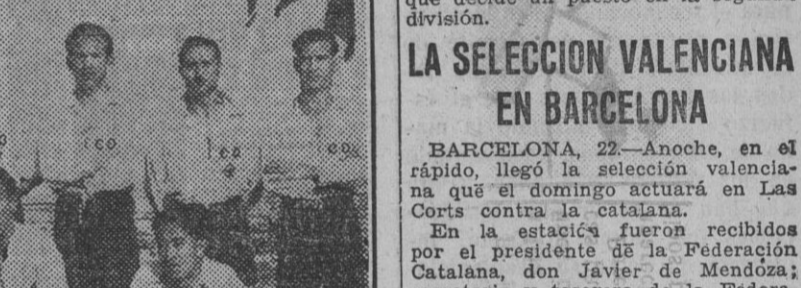 C O
C O
C O
división.
LA SELECCION VALENCIANA
EN BARCELONA
BARCELONA, 22.—Anoche, en el
rápido, llegó la selección valencia-
na que el domingo actuará en Las
Corts contra la catalana.
En la estación fueron recibidos
por el presidente de la Federación
Catalana, don Javier de Mendoza;